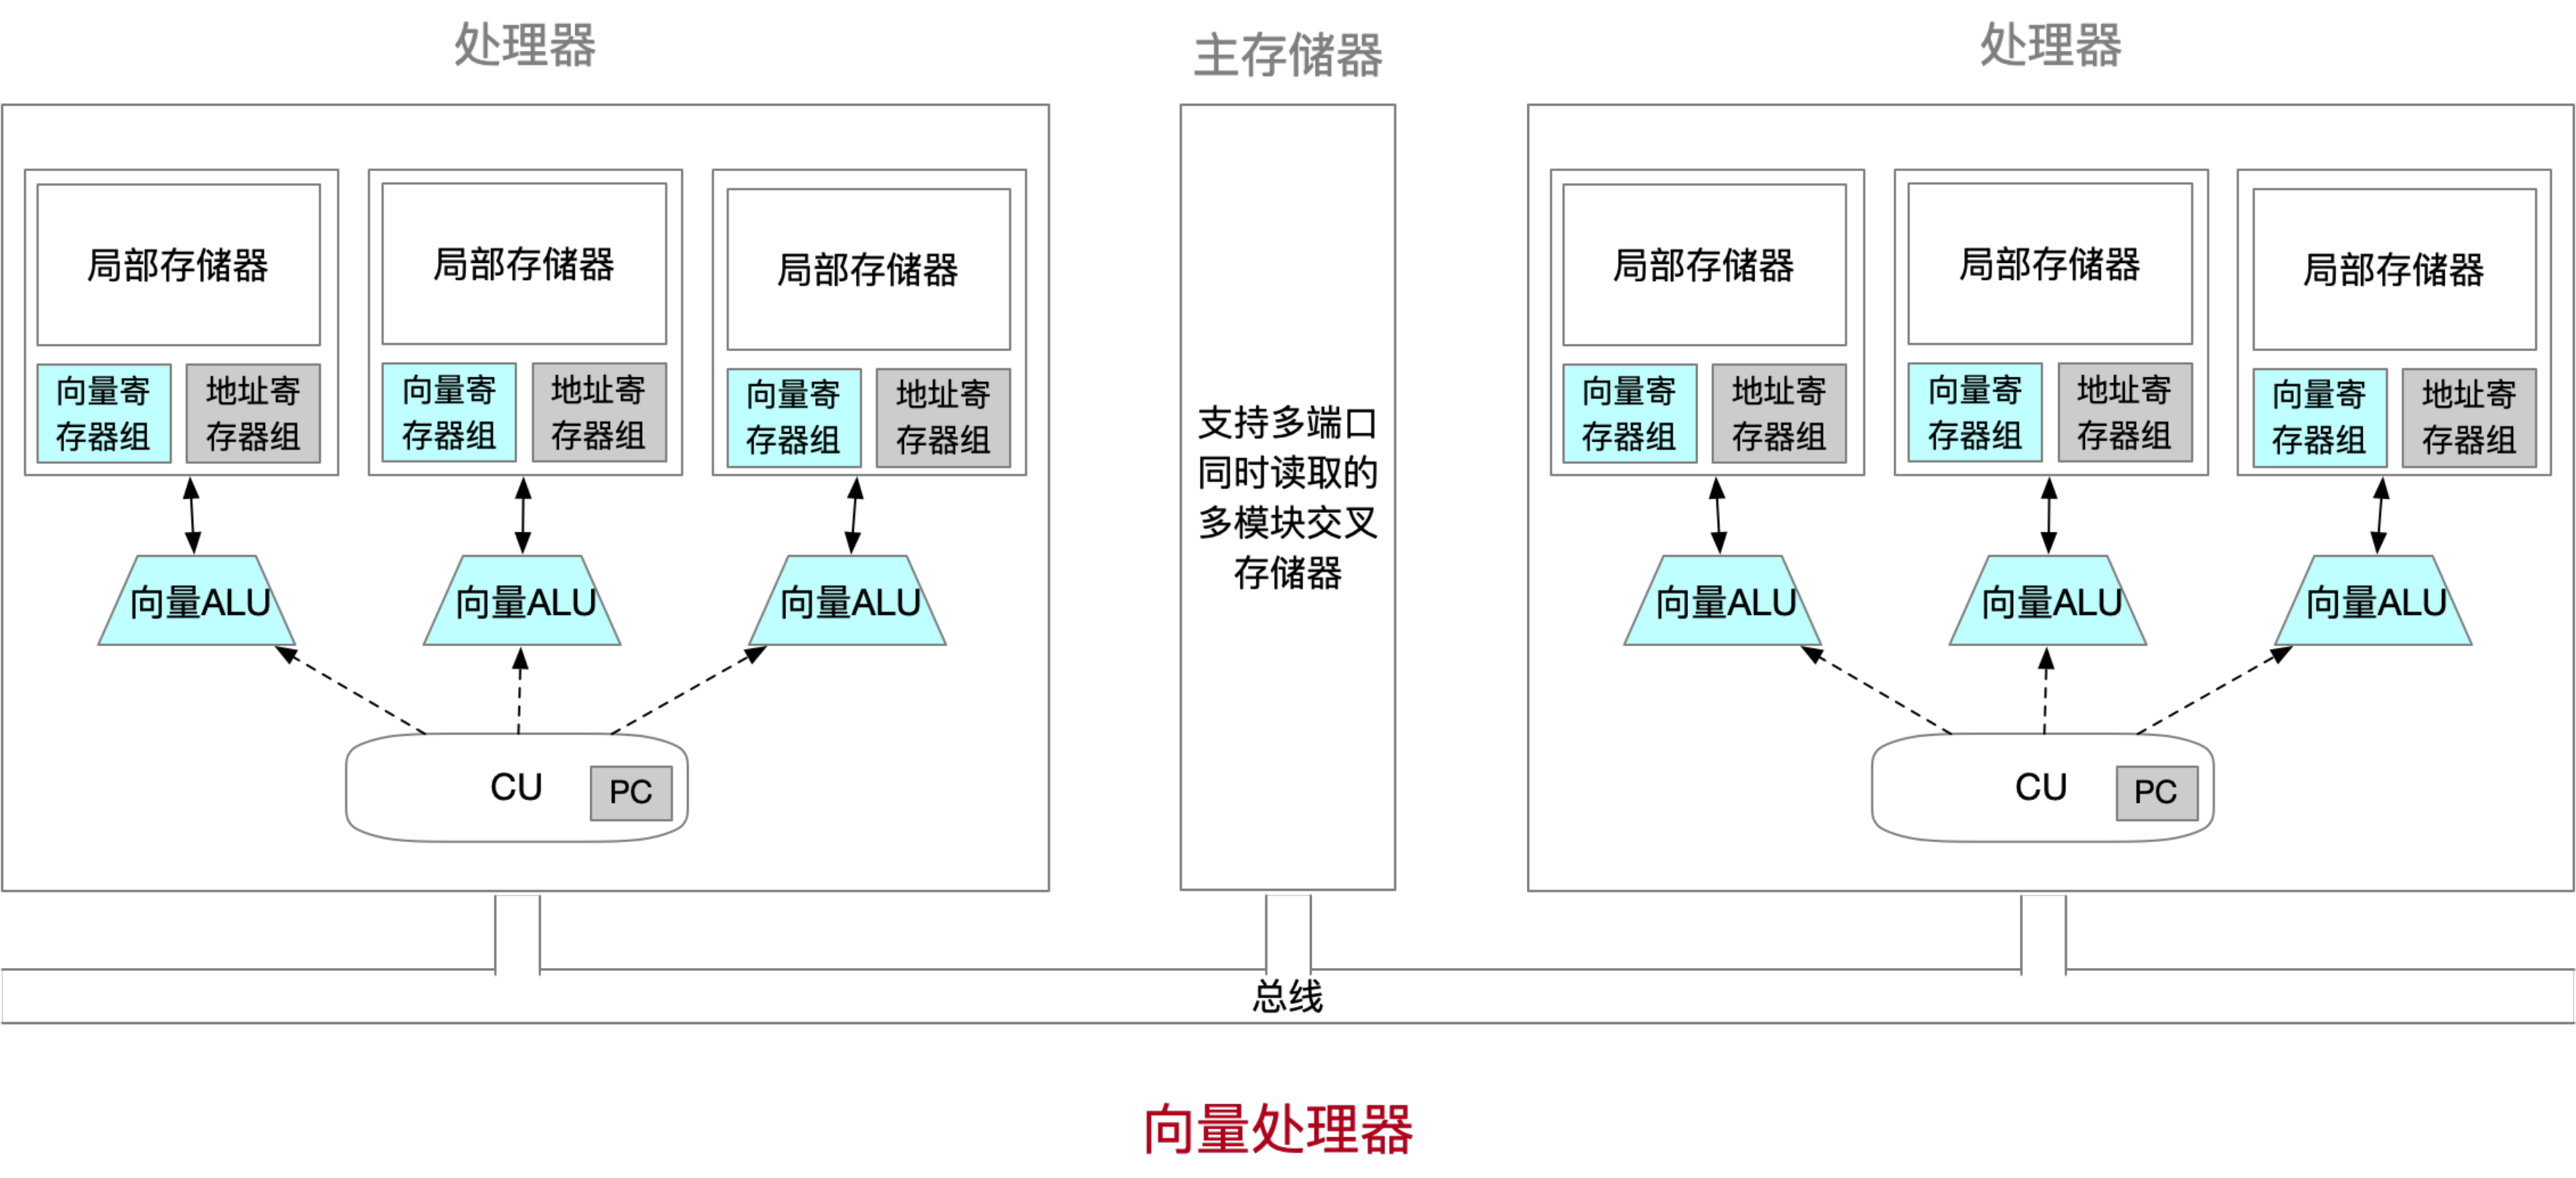 处理器
主存储器
处理器
局部存储器
局部存储器
局部存储器
向量寄
存器组
地址寄
存器组
向量寄
存器组
地址寄
存器组
向量寄
存器组
地址寄
存器组
向量ALU
向量ALU
向量ALU
CU
PC
支持多端口
同时读取的
多模块交叉
存储器
局部存储器
局部存储器
局部存储器
向量寄
存器组
地址寄
存器组
向量寄
存器组
地址寄
存器组
向量寄
存器组
地址寄
存器组
向量ALU
向量ALU
向量ALU
CU
PC
总线
向量处理器